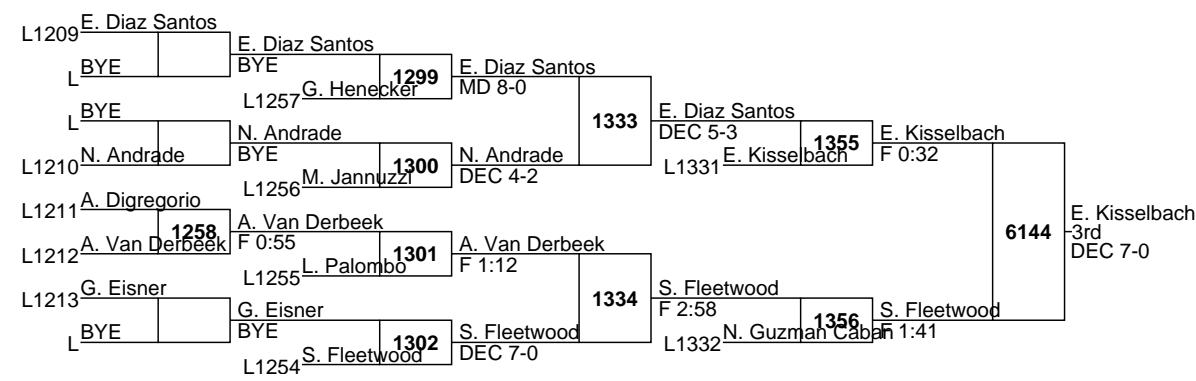 L1209 E. Diaz Santos
L BYE
E. Diaz Santos
BYE
1299
L1257 G. Henecker
E. Diaz Santos
MD 8-0
L BYE
L1210 N. Andrade
N. Andrade
BYE
1300
L1256 M. Jannuzzi
N. Andrade
DEC 4-2
1333
E. Diaz Santos
DEC 5-3
L1331 E. Kisselbach
1355
E. Kisselbach
F 0:32
L1211 A. Digregorio
L1212 A. Van Derbeek
1258
A. Van Derbeek
F 0:55
L1255 L. Palombo
1301
A. Van Derbeek
F 1:12
L1213 G. Eisner
L BYE
G. Eisner
BYE
L1254 S. Fleetwood
1302
S. Fleetwood
DEC 7-0
1334
S. Fleetwood
F 2:58
L1332 N. Guzman Caban
1356
S. Fleetwood
F 1:41
6144
E. Kisselbach
3rd
DEC 7-0